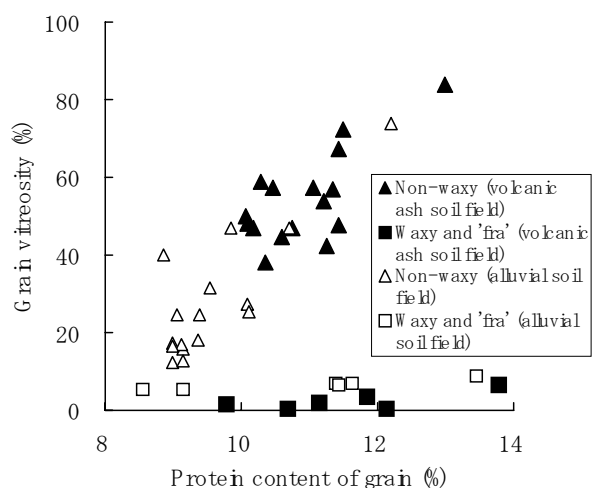 100
80
60
40
20
0
Grain vitreosity (%)
8
10
12
14
Protein content of grain (%)
Non-waxy (volcanic
ash soil field)
Waxy and 'fra' (volcanic
ash soil field)
Non-waxy (alluvial soil
field)
Waxy and 'fra' (alluvial
soil field)